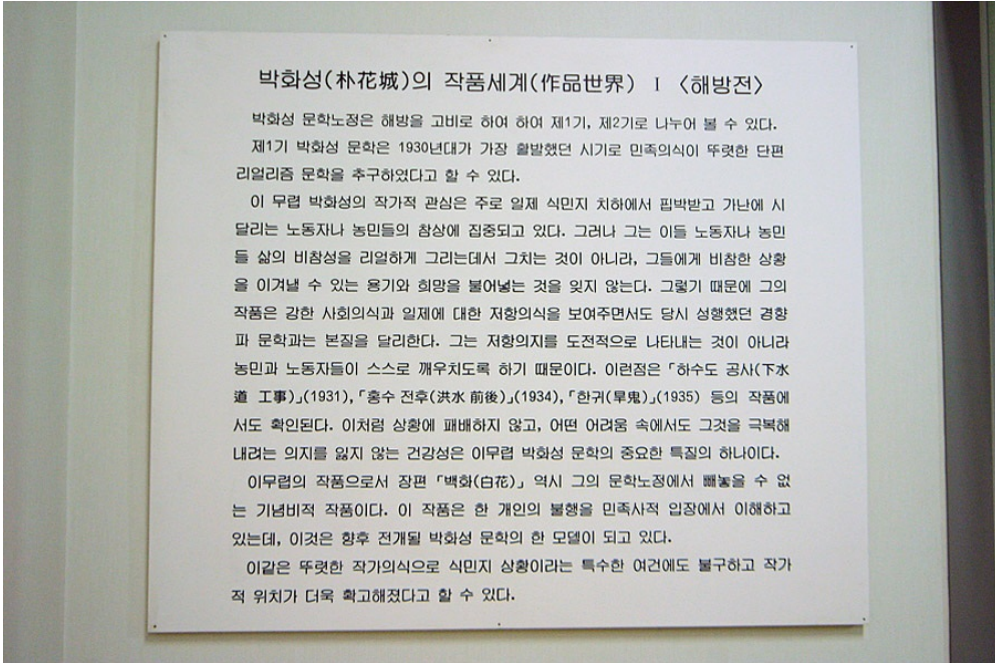 박화성(朴花城)의 작품세계(作品世界) Ⅰ 〈해방전〉
박화성 문학노정은 해방을 고비로 하여 하여 제1기, 제2기로 나누어 볼 수 있다.
제1기 박화성 문학은 1930년대가 가장 활발했던 시기로 민족의식이 뚜렷한 단편
리얼리즘 문학을 추구하였다고 할 수 있다.
이 무렵 박화성의 작가적 관심은 주로 일제 식민지 치하에서 핍박받고 가난에 시
달리는 노동자나 농민들의 참상에 집중되고 있다. 그러나 그는 이들 노동자나 농민
들 삶의 비참성을 리얼하게 그리는데서 그치는 것이 아니라, 그들에게 비참한 상황
을 이겨낼 수 있는 용기와 희망을 불어넣는 것을 잊지 않는다. 그렇기 때문에 그의
작품은 강한 사회의식과 일제에 대한 저항의식을 보여주면서도 당시 성행했던 경향
파 문학과는 본질을 달리한다. 그는 저항의지를 도전적으로 나타내는 것이 아니라
농민과 노동자들이 스스로 깨우치도록 하기 때문이다. 이런점은 「하수도 공사(下水
道 工事)」(1931), 「홍수 전후(洪水 前後)」(1934), 「한귀(旱鬼)」(1935) 등의 작품에
서도 확인된다. 이처럼 상황에 패배하지 않고, 어떤 어려움 속에서도 그것을 극복해
내려는 의지를 잃지 않는 건강성은 이무렵 박화성 문학의 중요한 특질의 하나이다.
이무렵의 작품으로서 장편 「백화(白花)」 역시 그의 문학노정에서 빼놓을 수 없
는 기념비적 작품이다. 이 작품은 한 개인의 불행을 민족사적 입장에서 이해하고
있는데, 이것은 향후 전개될 박화성 문학의 한 모델이 되고 있다.
이같은 뚜렷한 작가의식으로 식민지 상황이라는 특수한 여건에도 불구하고 작가
적 위치가 더욱 확고해졌다고 할 수 있다.